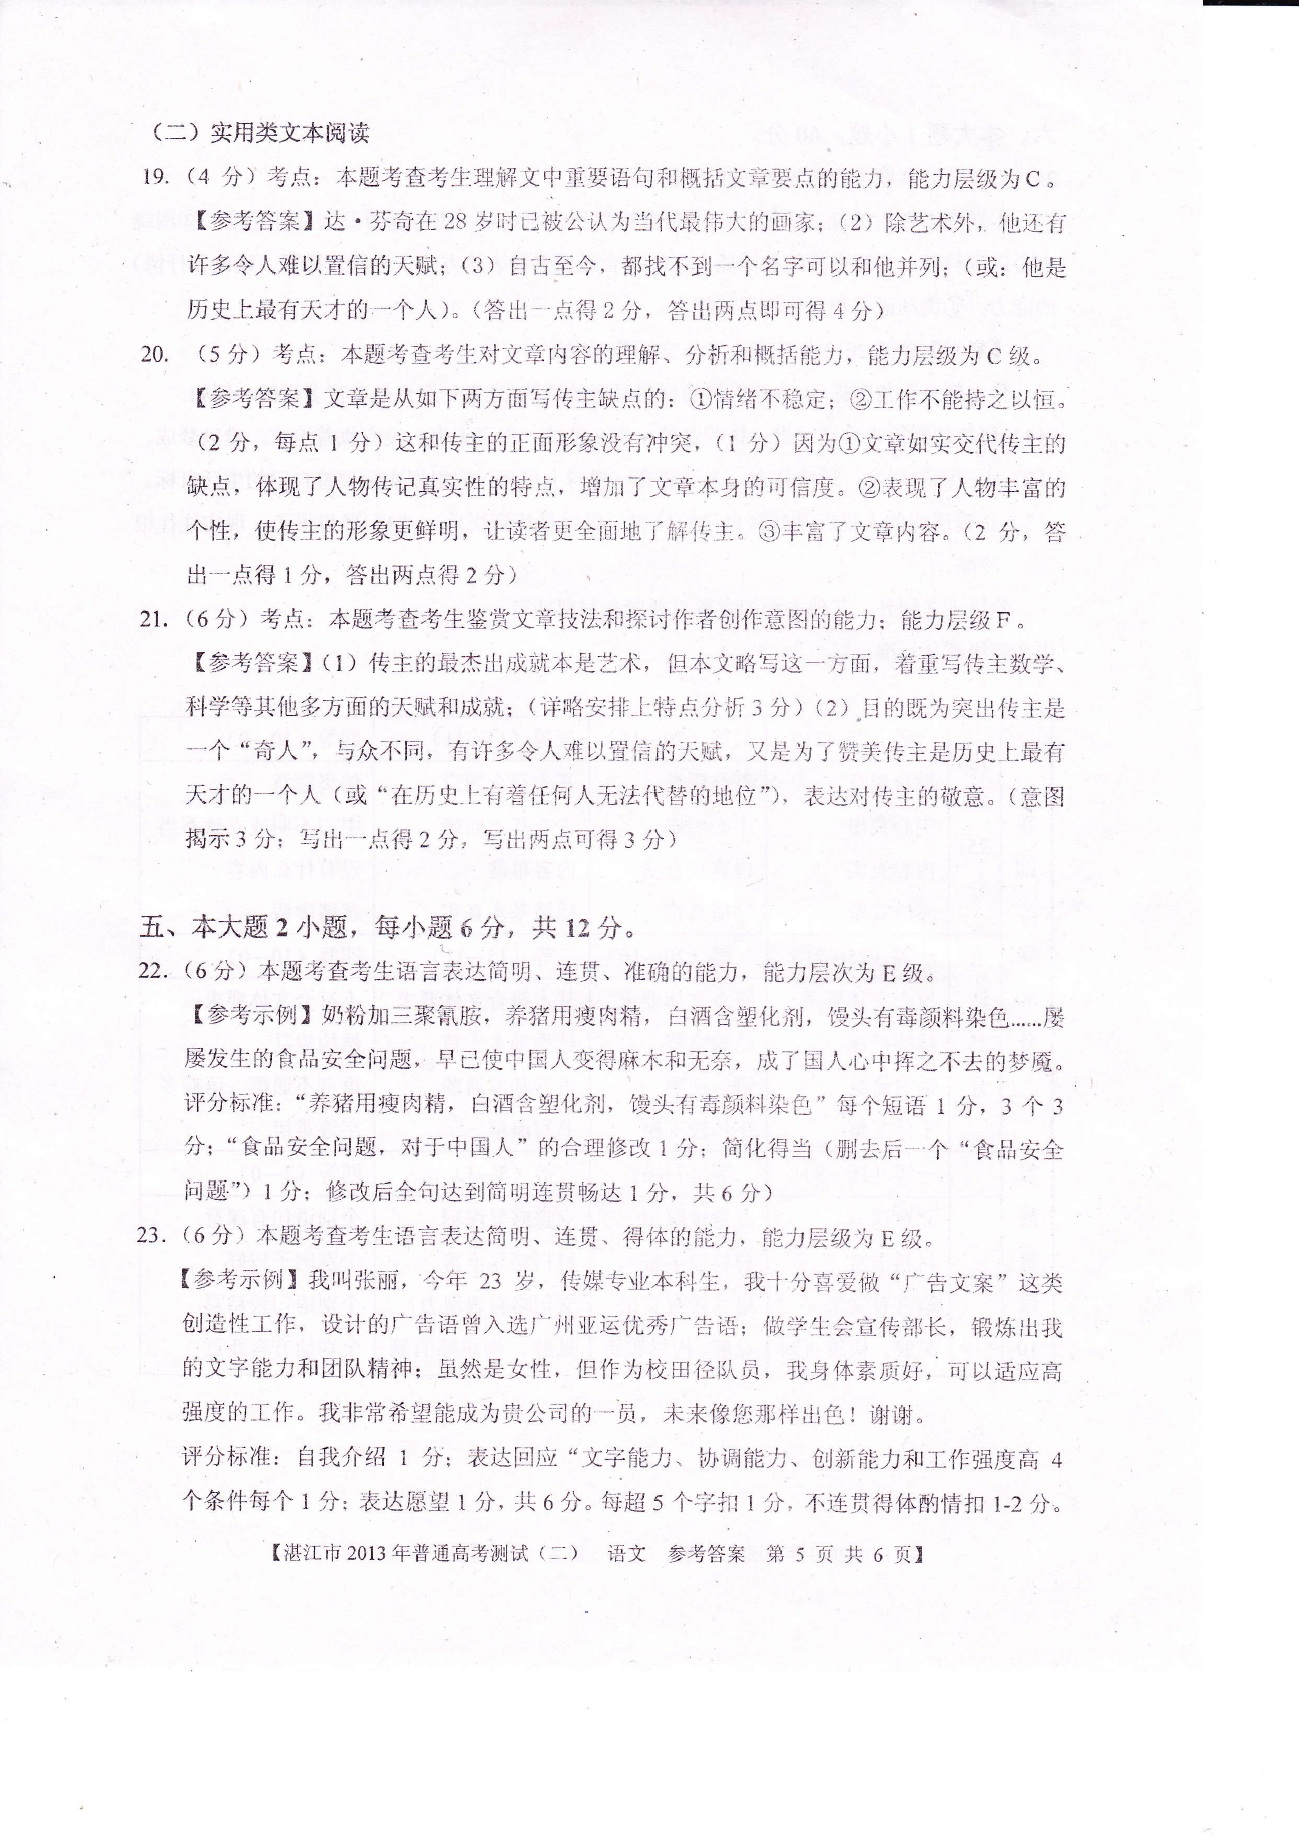 （二）实用类文本阅读
19.（4 分）考点：本题考查考生理解文中重要语句和概括文章要点的能力，能力层级为C。
【参考答案】达·芬奇在 28 岁时已被公认为当代最伟大的画家；（2）除艺术外，他还有
许多令人难以置信的天赋；（3）自古至今，都找不到一个名字可以和他并列；（或：他是
历史上最有天才的一个人）。（答出一点得 2 分，答出两点即可得 4 分）
20. （5 分）考点：本题考查考生对文章内容的理解、分析和概括能力，能力层级为 C 级。
【参考答案】文章是从如下两方面写传主缺点的：①情绪不稳定；②工作不能持之以恒。
（2 分，每点 1 分）这和传主的正面形象没有冲突，（1 分）因为①文章如实交代传主的
缺点，体现了人物传记真实性的特点，增加了文章本身的可信度。②表现了人物丰富的
个性，使传主的形象更鲜明，让读者更全面地了解传主。③丰富了文章内容。（2 分，答
出一点得 1 分，答出两点得 2 分）
21.（6 分）考点：本题考查考生鉴赏文章技法和探讨作者创作意图的能力；能力层级 F 。
【参考答案】（1）传主的最杰出成就本是艺术，但本文略写这一方面，着重写传主数学、
科学等其他多方面的天赋和成就；（详略安排上特点分析 3 分）（2）目的既为突出传主是
一个“奇人”，与众不同，有许多令人难以置信的天赋，又是为了赞美传主是历史上最有
天才的一个人（或“在历史上有着任何人无法代替的地位”），表达对传主的敬意。（意图
揭示 3 分；写出一点得 2 分，写出两点可得 3 分）
五、本大题 2 小题，每小题 6 分，共 12 分。
22.（6 分）本题考查考生语言表达简明、连贯、准确的能力，能力层次为 E 级。
【参考示例】奶粉加三聚氰胺，养猪用瘦肉精，白酒含塑化剂，馒头有毒颜料染色……屡
屡发生的食品安全问题，早已使中国人变得麻木和无奈，成了国人心中挥之不去的梦魇。
评分标准：“养猪用瘦肉精，白酒含塑化剂，馒头有毒颜料染色”每个短语 1 分，3 个 3
分；“食品安全问题，对于中国人”的合理修改 1 分；简化得当（删去后一个“食品安全
问题”）1 分；修改后全句达到简明连贯畅达 1 分，共 6 分）
23.（6 分）本题考查考生语言表达简明、连贯、得体的能力，能力层级为 E 级。
【参考示例】我叫张丽，今年 23 岁，传媒专业本科生，我十分喜爱做“广告文案”这类
创造性工作，设计的广告语曾入选广州亚运优秀广告语；做学生会宣传部长，锻炼出我
的文字能力和团队精神；虽然是女性，但作为校田径队员，我身体素质好，可以适应高
强度的工作。我非常希望能成为贵公司的一员，未来像您那样出色！谢谢。
评分标准：自我介绍 1 分；表达回应“文字能力、协调能力、创新能力和工作强度高 4
个条件每个 1 分；表达愿望 1 分，共 6 分。每超 5 个字扣 1 分，不连贯得体酌情扣 1-2 分。
【湛江市 2013 年普通高考测试（二） 语文 参考答案 第 5 页 共 6 页】